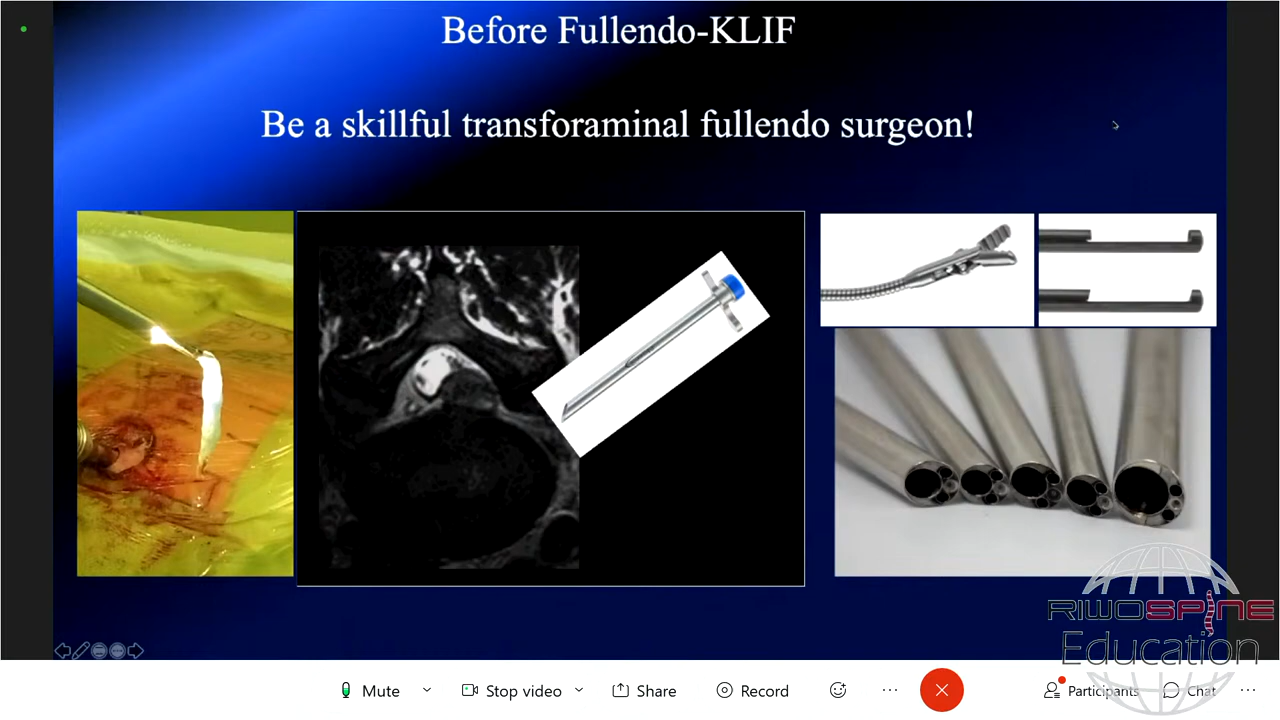 Before Fullendo-KLIF
Be a skillful transforaminal fullendo surgeon!
RIWOSPINE
Education
Mute
Stop video
Share
Record
Participants
Chat